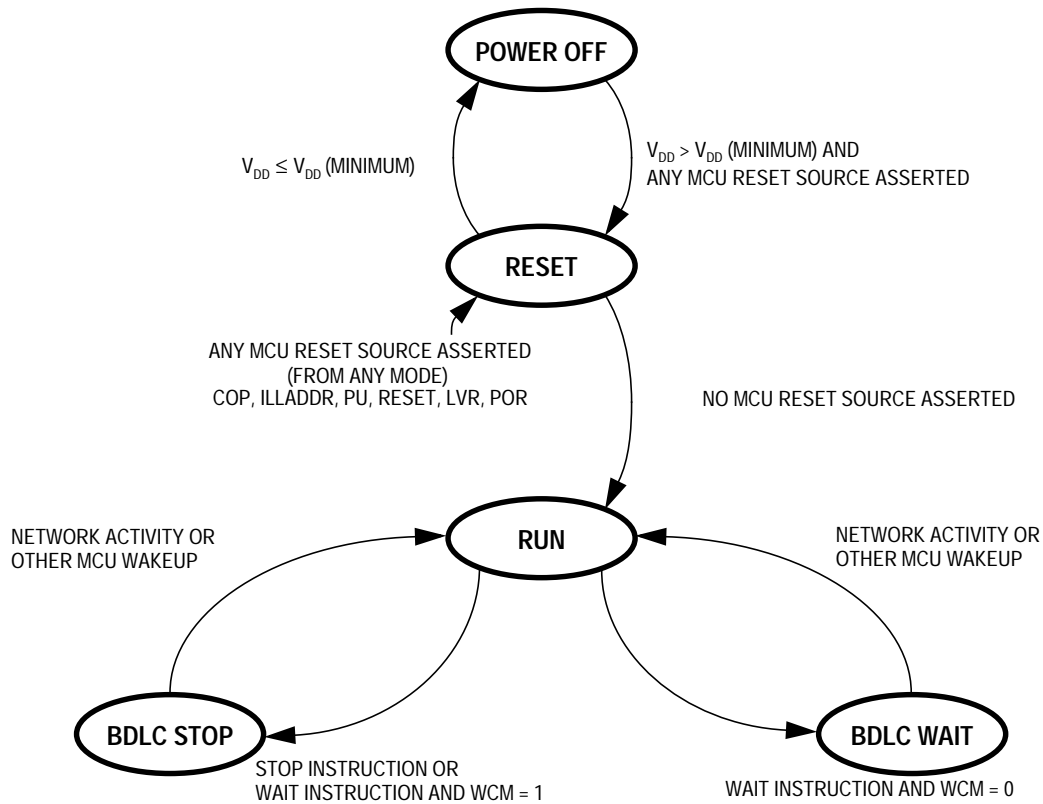 POWER OFF
V_DD ≤ V_DD (MINIMUM)
V_DD > V_DD (MINIMUM) AND
ANY MCU RESET SOURCE ASSERTED
RESET
ANY MCU RESET SOURCE ASSERTED
(FROM ANY MODE)
COP, ILLADDR, PU, RESET, LVR, POR
NO MCU RESET SOURCE ASSERTED
NETWORK ACTIVITY OR
OTHER MCU WAKEUP
RUN
NETWORK ACTIVITY OR
OTHER MCU WAKEUP
BDLC STOP
BDLC WAIT
STOP INSTRUCTION OR
WAIT INSTRUCTION AND WCM = 1
WAIT INSTRUCTION AND WCM = 0